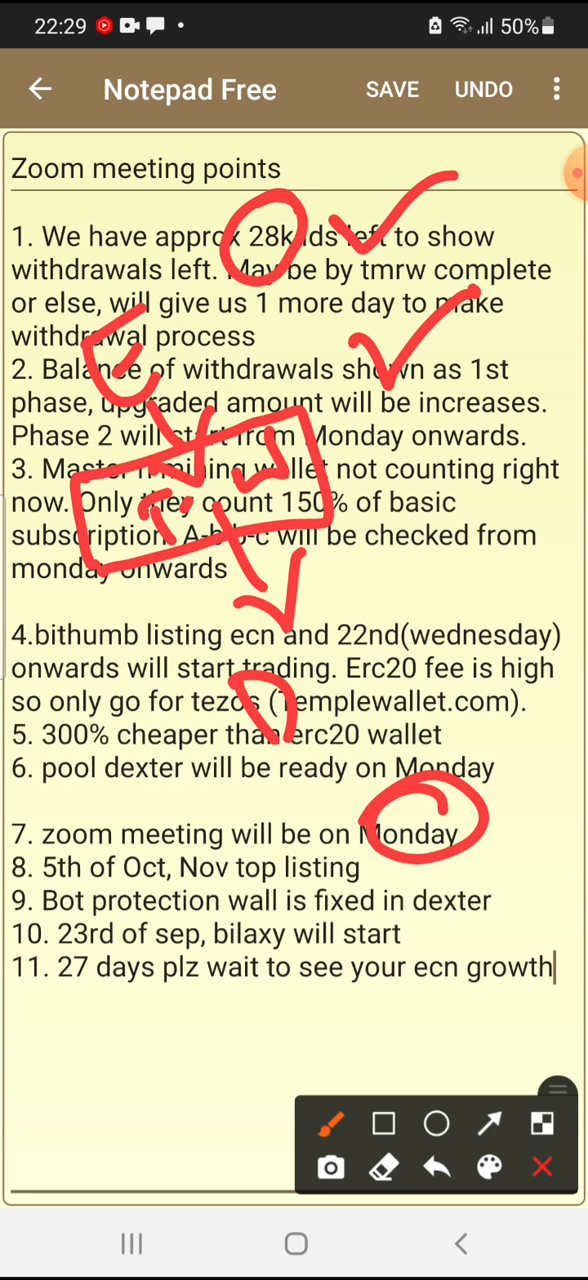 22:29
50%
Notepad Free
SAVE
UNDO
Zoom meeting points
1. We have approx 28k ids left to show
withdrawals left. May be by tmrw complete
or else, will give us 1 more day to make
withdrawal process
2. Balance of withdrawals shown as 1st
phase, upgraded amount will be increases.
Phase 2 will start from Monday onwards.
3. Master mining wallet not counting right
now. Only they count 150% of basic
subscription. A-b b-c will be checked from
monday onwards
4.bithumb listing ecn and 22nd(wednesday)
onwards will start trading. Erc20 fee is high
so only go for tezos (Templewallet.com).
5. 300% cheaper than erc20 wallet
6. pool dexter will be ready on Monday
7. zoom meeting will be on Monday
8. 5th of Oct, Nov top listing
9. Bot protection wall is fixed in dexter
10. 23rd of sep, bilaxy will start
11. 27 days plz wait to see your ecn growth